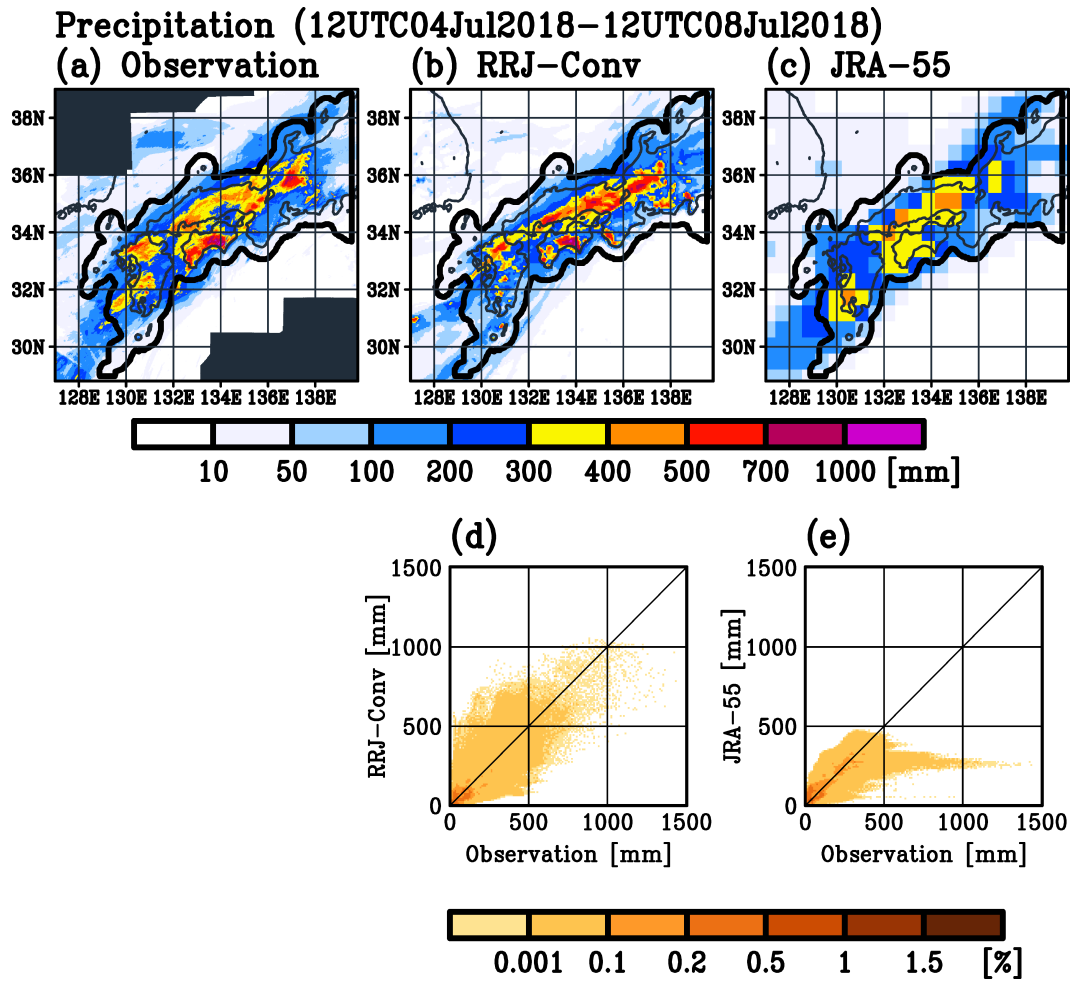 Precipitation (12UTC04Jul2018−12UTC08Jul2018)
(a) Observation (b) RRJ−Conv (c) JRA−55
38N 38N 38N
36N 36N 36N
34N 34N 34N
32N 32N 32N
30N 30N 30N
128E 130E 132E 134E 136E 138E 128E 130E 132E 134E 136E 138E 128E 130E 132E 134E 136E 138E
10 50 100 200 300 400 500 700 1000 [mm]
(d) (e)
1500 1500
1000 1000
500 500
0 0
RRJ−Conv [mm] JRA−55 [mm]
0 500 1000 1500 0 500 1000 1500
Observation [mm] Observation [mm]
0.001 0.1 0.2 0.5 1 1.5 [%]